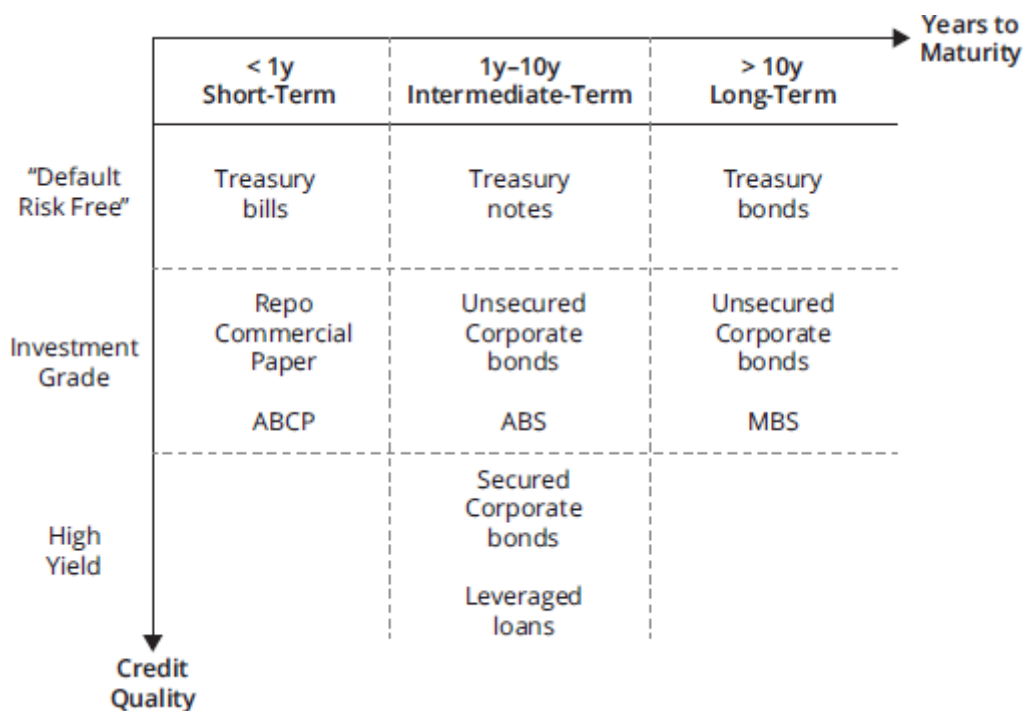 Years to
Maturity
< 1y
Short-Term
1y–10y
Intermediate-Term
> 10y
Long-Term
“Default
Risk Free”
Treasury
bills
Treasury
notes
Treasury
bonds
Investment
Grade
Repo
Commercial
Paper
ABCP
Unsecured
Corporate
bonds
ABS
Unsecured
Corporate
bonds
MBS
High
Yield
Secured
Corporate
bonds
Leveraged
loans
Credit
Quality